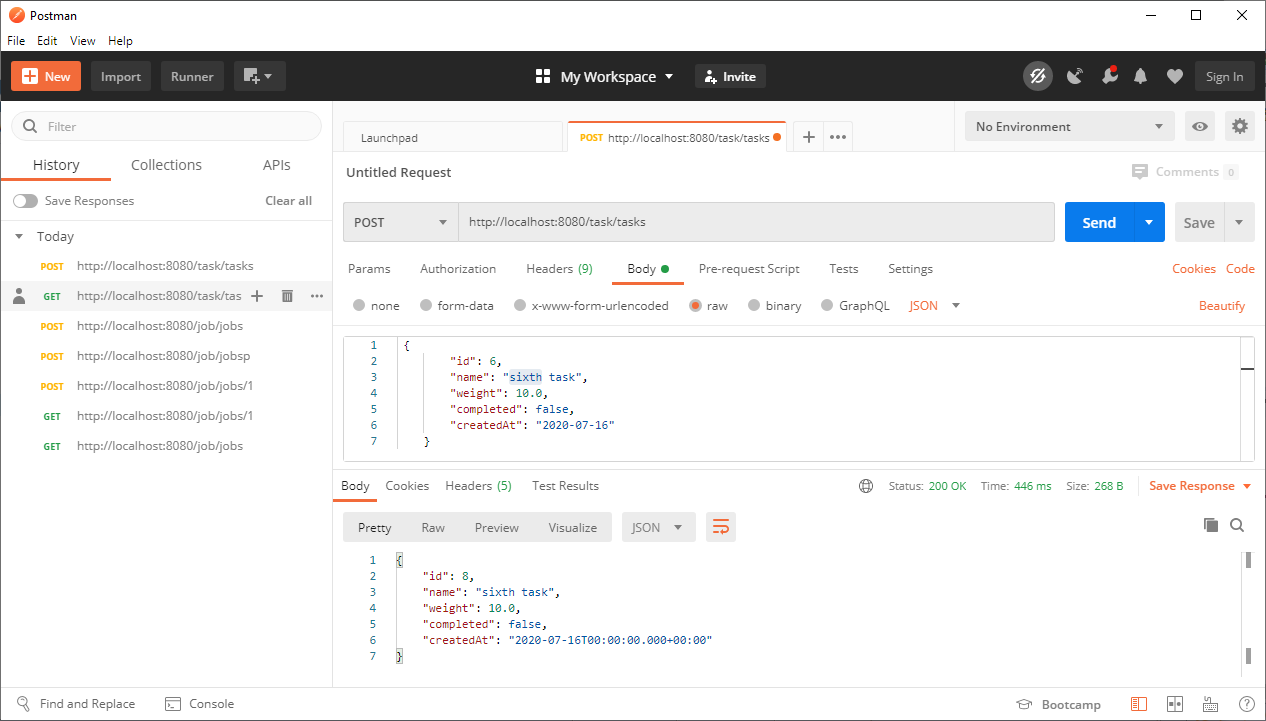 Postman
File Edit View Help
New Import Runner My Workspace Invite Sign In
Filter
History Collections APIs
Save Responses Clear all
Today
POST http://localhost:8080/task/tasks
GET http://localhost:8080/task/tas
POST http://localhost:8080/job/jobs
POST http://localhost:8080/job/jobsp
POST http://localhost:8080/job/jobs/1
GET http://localhost:8080/job/jobs/1
GET http://localhost:8080/job/jobs
Launchpad POST http://localhost:8080/task/tasks No Environment
Untitled Request Comments 0
POST http://localhost:8080/task/tasks Send Save
Params Authorization Headers (9) Body Pre-request Script Tests Settings Cookies Code
none form-data x-www-form-urlencoded raw binary GraphQL JSON Beautify
1 {
2 "id": 6,
3 "name": "sixth task",
4 "weight": 10.0,
5 "completed": false,
6 "createdAt": "2020-07-16"
7 }
Body Cookies Headers (5) Test Results Status: 200 OK Time: 446 ms Size: 268 B Save Response
Pretty Raw Preview Visualize JSON
1 {
2 "id": 8,
3 "name": "sixth task",
4 "weight": 10.0,
5 "completed": false,
6 "createdAt": "2020-07-16T00:00:00.000+00:00"
7 }
Find and Replace Console Bootcamp